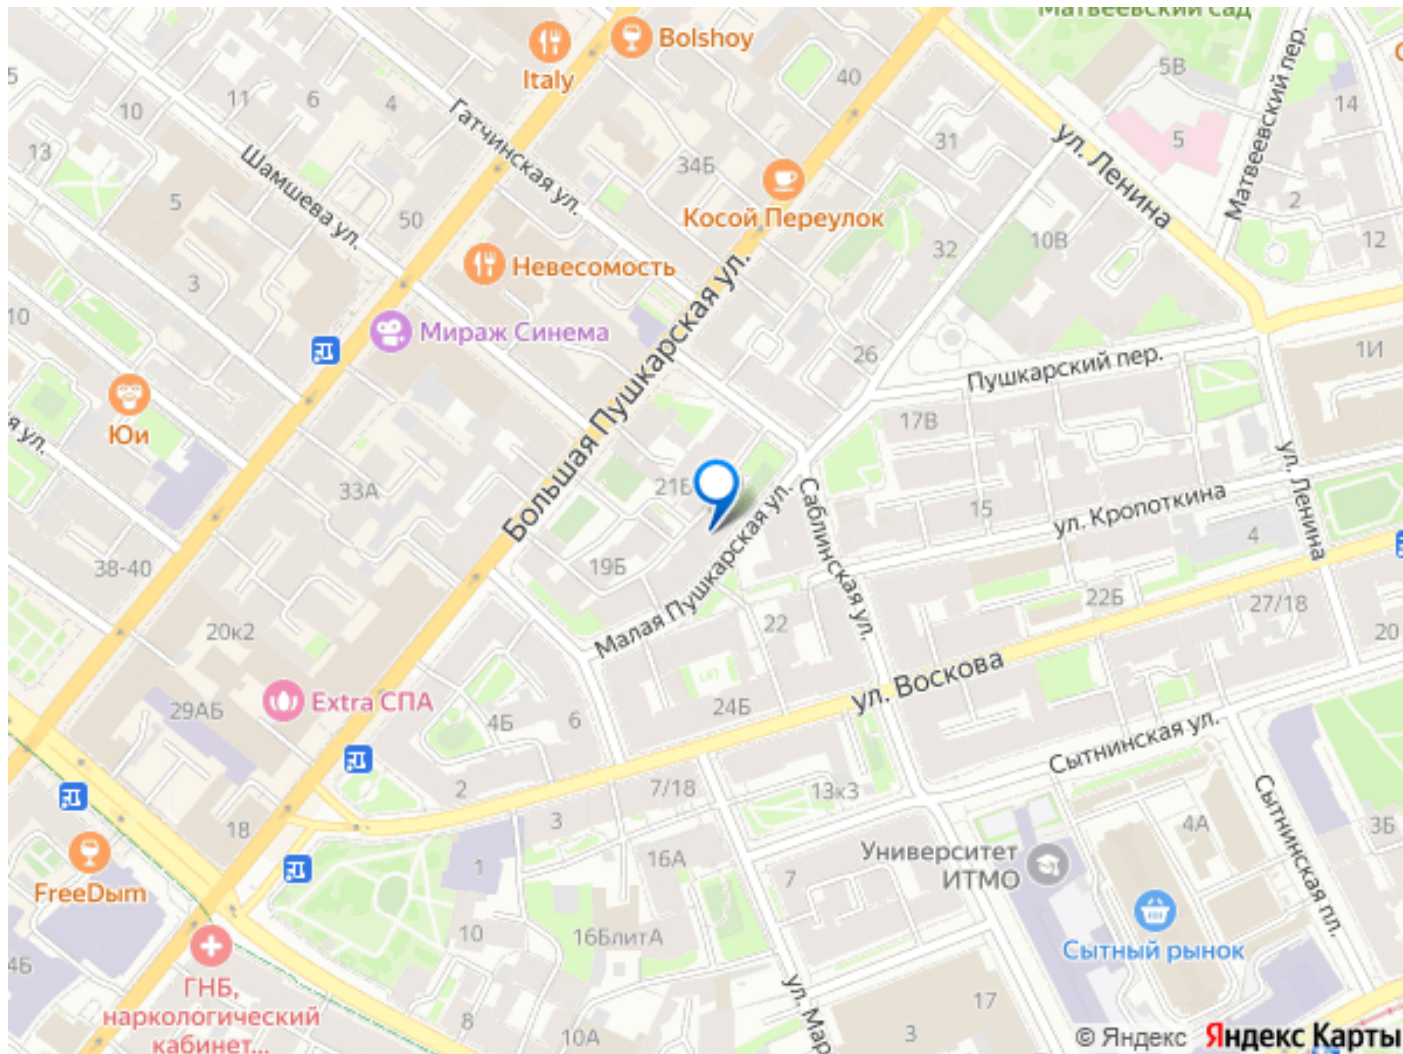 Матвеевский сад
Bolshoy
Italy
5В
40
5
10
11
6
4
14
Матвеевский пер.
Гатчинская ул.
31
5
ул. Ленина
13
Шамшева ул.
34Б
Косой Переулок
2
5
50
32
10В
12
Невесомость
3
10
Мираж Синема
Большая Пушкарская ул.
26
Пушкарский пер.
1И
Юи
я ул.
17В
33А
21Б
Саблинская ул.
15
ул. Кропоткина
ул. Ленина
4
38-40
19Б
Малая Пушкарская ул.
22Б
27/18
20
20к2
22
ул. Воскова
29АБ
Extra СПА
4Б
6
24Б
Сытнинская ул.
2
7/18
13к3
3
18
4А
3Б
Сытнинская пл.
FreeDыm
1
16А
7
Университет
ИТМО
10
16БлитА
Сытный рынок
4Б
ГНБ,
наркологический
кабинет...
8
10А
ул. Мар
3
17
© Яндекс Яндекс Карты